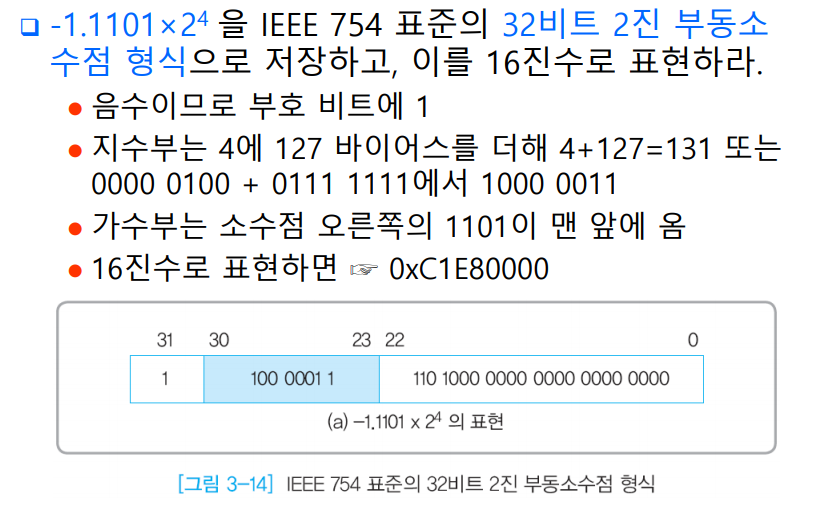 ❑ -1.1101×2⁴ 을 IEEE 754 표준의 32비트 2진 부동소
수점 형식으로 저장하고, 이를 16진수로 표현하라.
● 음수이므로 부호 비트에 1
● 지수부는 4에 127 바이어스를 더해 4+127=131 또는
0000 0100 + 0111 1111에서 1000 0011
● 가수부는 소수점 오른쪽의 1101이 맨 앞에 옴
● 16진수로 표현하면 ☞ 0xC1E80000
31 30 23 22 0
1 100 0001 1 110 1000 0000 0000 0000 0000
(a) –1.1101 x 2⁴ 의 표현
[그림 3-14] IEEE 754 표준의 32비트 2진 부동소수점 형식